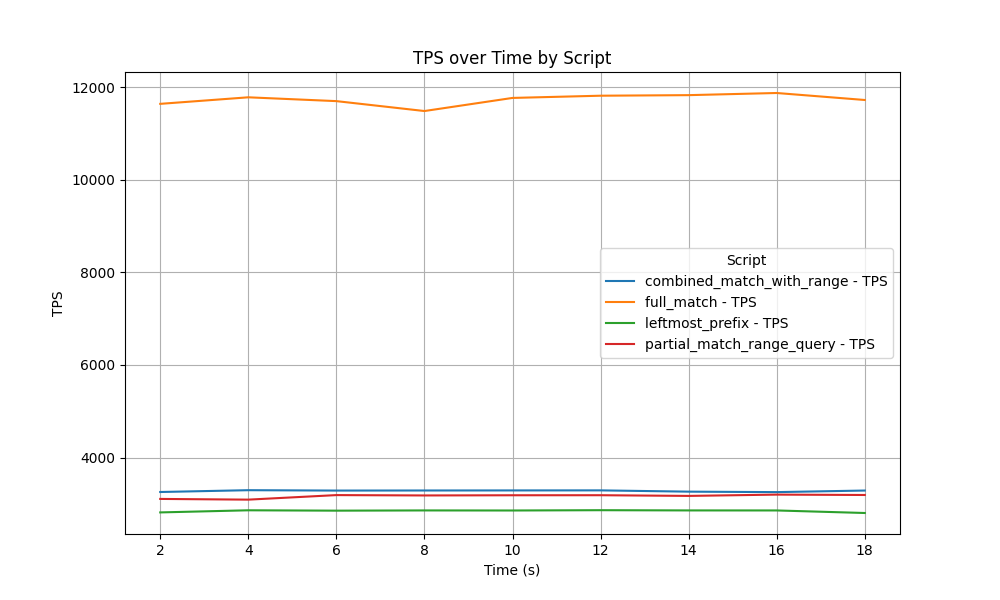 TPS over Time by Script
12000
10000
8000
6000
4000
TPS
Script
combined_match_with_range - TPS
full_match - TPS
leftmost_prefix - TPS
partial_match_range_query - TPS
2 4 6 8 10 12 14 16 18
Time (s)